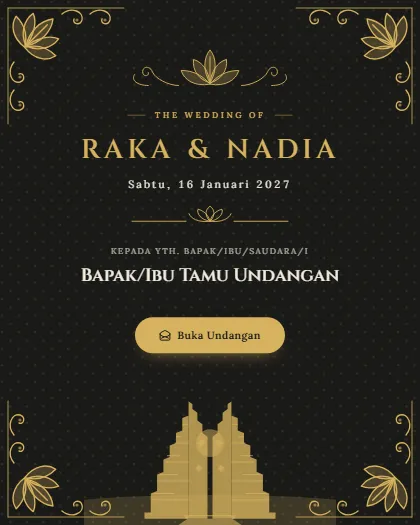 THE WEDDING OF
RAKA & NADIA
Sabtu, 16 Januari 2027
KEPADA YTH. BAPAK/IBU/SAUDARA/I
Bapak/Ibu Tamu Undangan
Buka Undangan